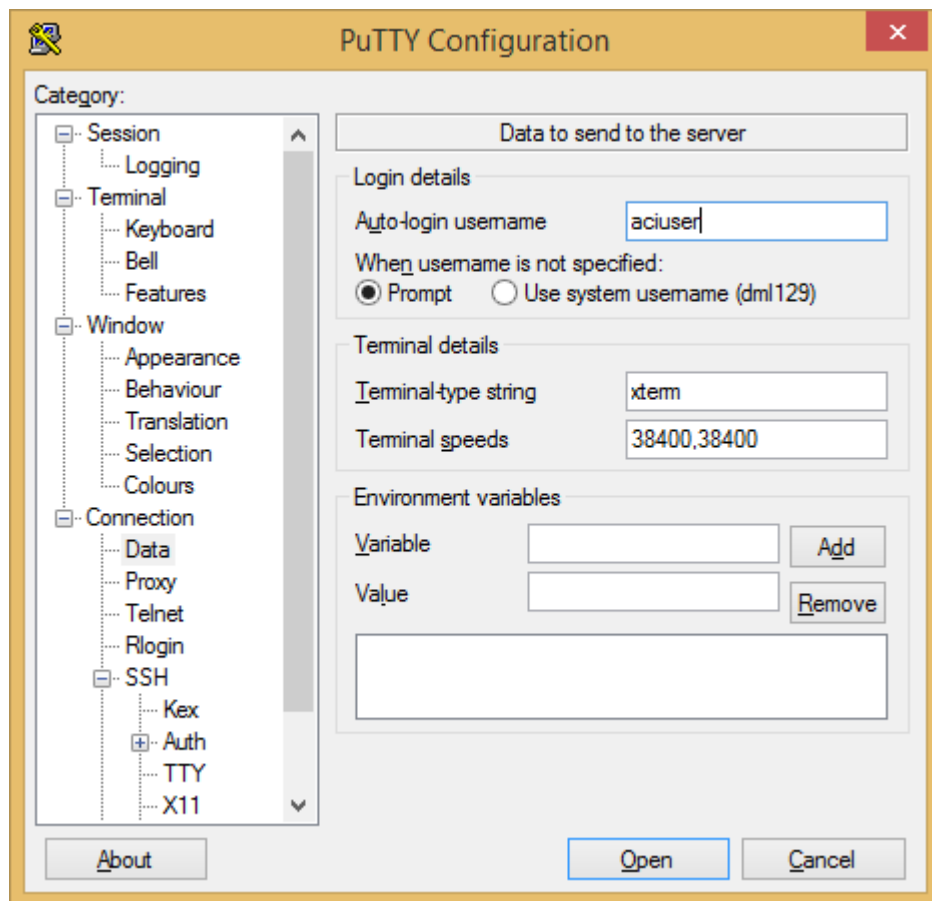 PuTTY Configuration
Category:
Session
Logging
Terminal
Keyboard
Bell
Features
Window
Appearance
Behaviour
Translation
Selection
Colours
Connection
Data
Proxy
Telnet
Rlogin
SSH
Kex
Auth
TTY
X11
Data to send to the server
Login details
Auto-login username aciuser
When username is not specified:
Prompt Use system username (dml129)
Terminal details
Terminal-type string xterm
Terminal speeds 38400,38400
Environment variables
Variable Add
Value Remove
About Open Cancel